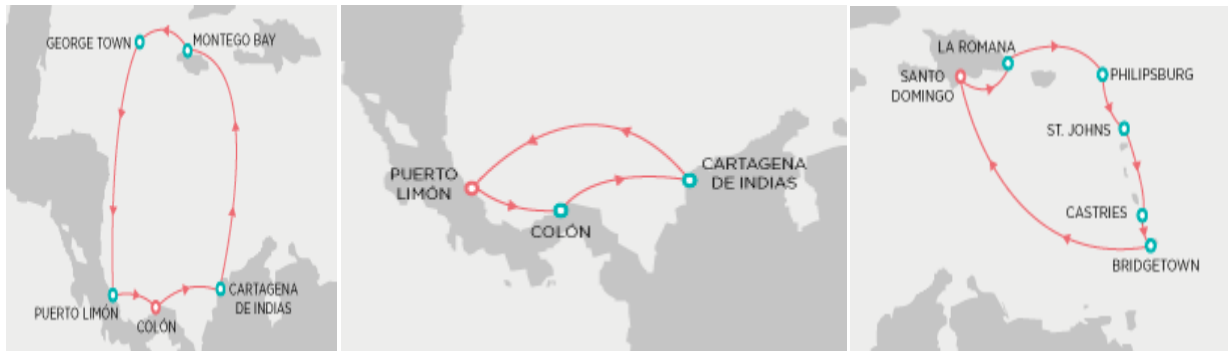 GEORGE TOWN
MONTEGO BAY
PUERTO LIMÓN
COLÓN
CARTAGENA
DE INDIAS
PUERTO
LIMÓN
COLÓN
CARTAGENA
DE INDIAS
LA ROMANA
SANTO
DOMINGO
PHILIPSBURG
ST. JOHNS
CASTRIES
BRIDGETOWN